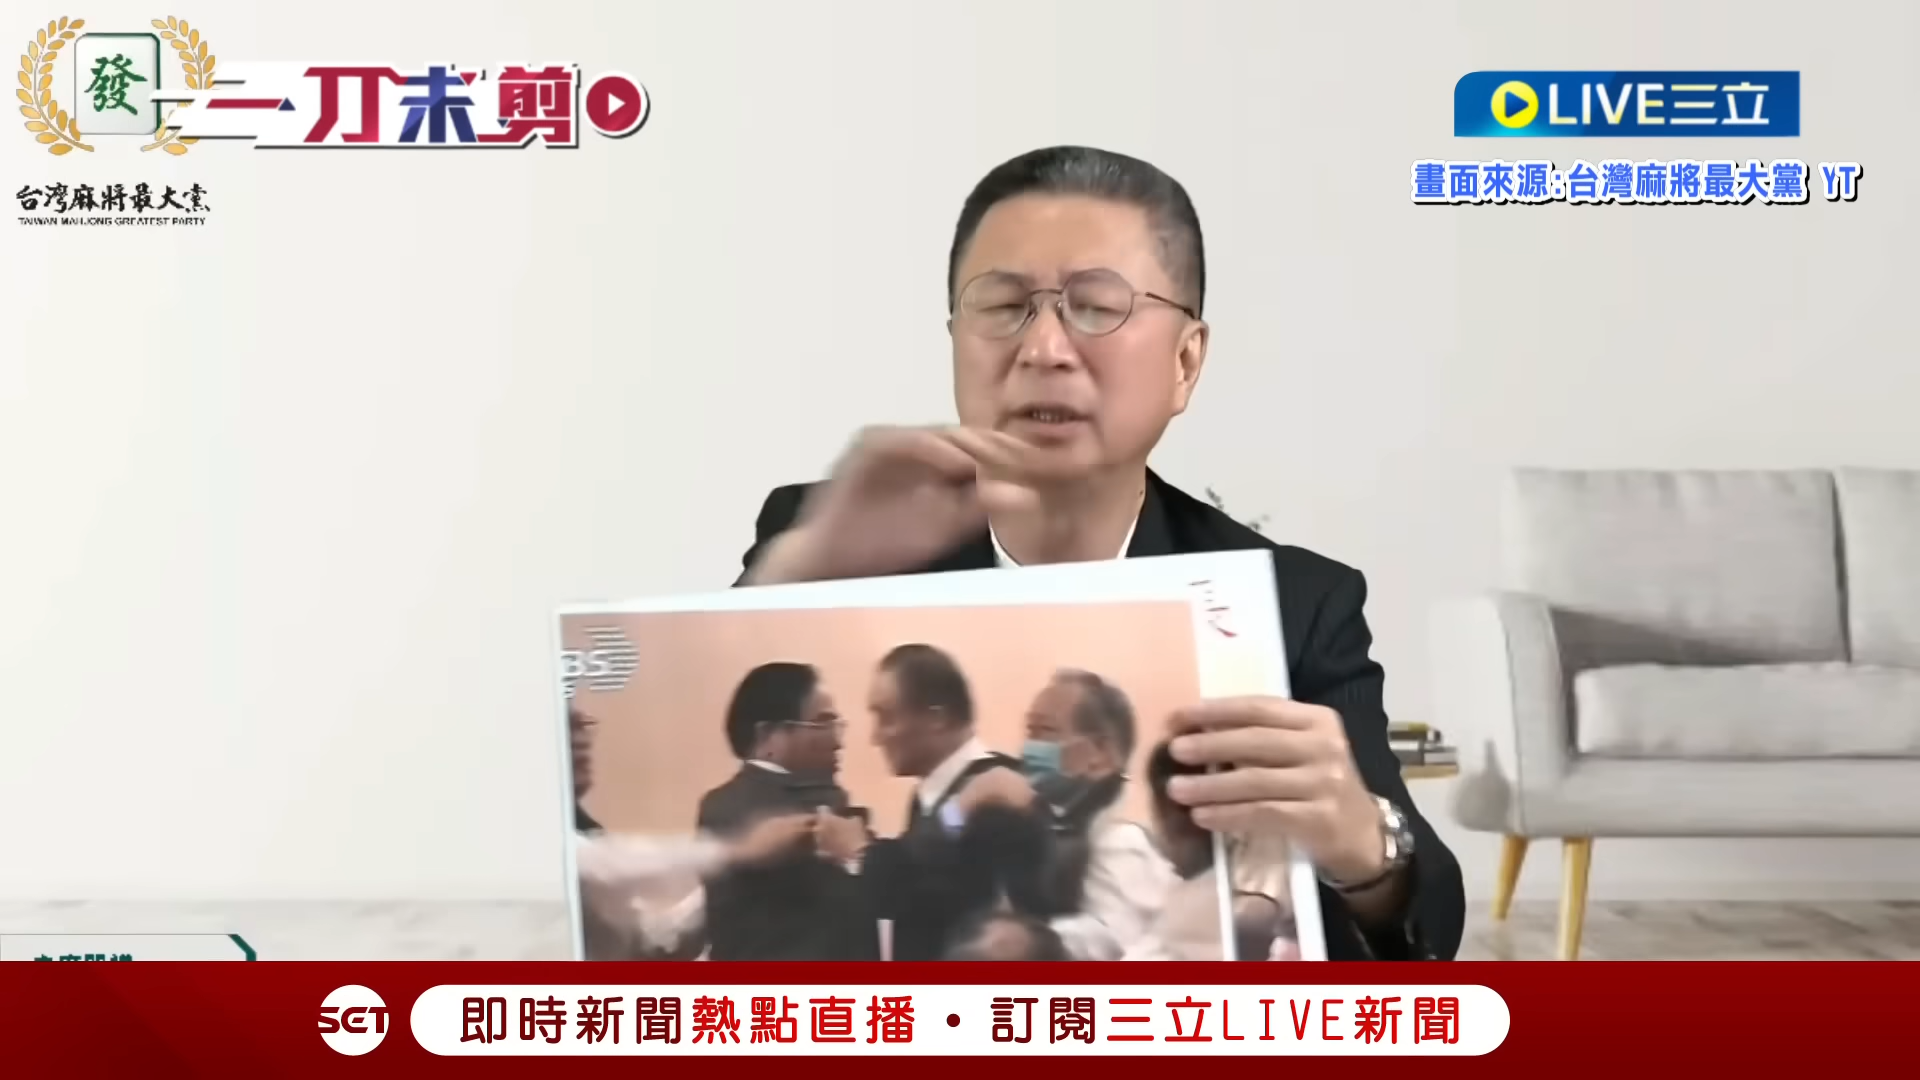 發
一刀未剪
LIVE三立
畫面來源:台灣麻將最大黨 YT
台灣麻將最大黨
TAIWAN MAHJONG GREATEST PARTY
BS
SET
即時新聞熱點直播・訂閱三立LIVE新聞